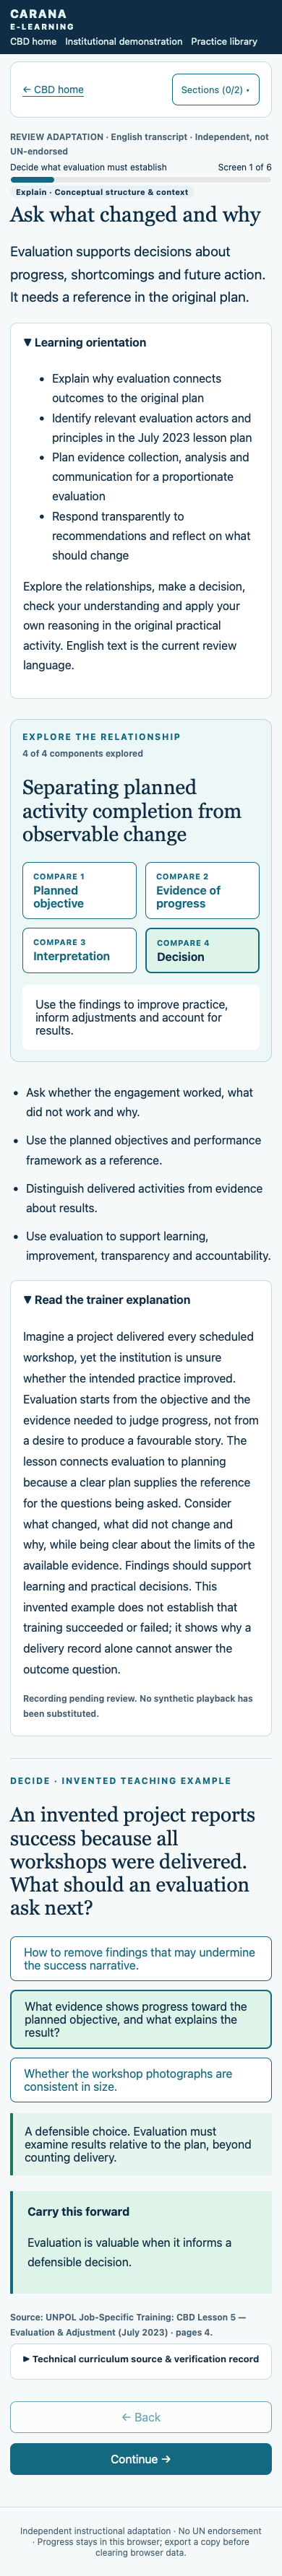 CARANA
E-LEARNING
CBD home Institutional demonstration Practice library
← CBD home
Sections (0/2) ▾
REVIEW ADAPTATION · English transcript · Independent, not
UN-endorsed
Decide what evaluation must establish Screen 1 of 6
Explain · Conceptual structure & context
Ask what changed and why
Evaluation supports decisions about
progress, shortcomings and future action.
It needs a reference in the original plan.
▼ Learning orientation
• Explain why evaluation connects
outcomes to the original plan
• Identify relevant evaluation actors and
principles in the July 2023 lesson plan
• Plan evidence collection, analysis and
communication for a proportionate
evaluation
• Respond transparently to
recommendations and reflect on what
should change
Explore the relationships, make a decision,
check your understanding and apply your
own reasoning in the original practical
activity. English text is the current review
language.
EXPLORE THE RELATIONSHIP
4 of 4 components explored
Separating planned
activity completion from
observable change
COMPARE 1
Planned
objective
COMPARE 2
Evidence of
progress
COMPARE 3
Interpretation
COMPARE 4
Decision
Use the findings to improve practice,
inform adjustments and account for
results.
• Ask whether the engagement worked, what
did not work and why.
• Use the planned objectives and performance
framework as a reference.
• Distinguish delivered activities from evidence
about results.
• Use evaluation to support learning,
improvement, transparency and accountability.
▼ Read the trainer explanation
Imagine a project delivered every scheduled
workshop, yet the institution is unsure
whether the intended practice improved.
Evaluation starts from the objective and the
evidence needed to judge progress, not from
a desire to produce a favourable story. The
lesson connects evaluation to planning
because a clear plan supplies the reference
for the questions being asked. Consider
what changed, what did not change and
why, while being clear about the limits of the
available evidence. Findings should support
learning and practical decisions. This
invented example does not establish that
training succeeded or failed; it shows why a
delivery record alone cannot answer the
outcome question.
Recording pending review. No synthetic playback has
been substituted.
DECIDE · INVENTED TEACHING EXAMPLE
An invented project reports
success because all
workshops were delivered.
What should an evaluation
ask next?
How to remove findings that may undermine
the success narrative.
What evidence shows progress toward the
planned objective, and what explains the
result?
Whether the workshop photographs are
consistent in size.
A defensible choice. Evaluation must
examine results relative to the plan, beyond
counting delivery.
Carry this forward
Evaluation is valuable when it informs a
defensible decision.
Source: UNPOL Job-Specific Training: CBD Lesson 5 —
Evaluation & Adjustment (July 2023) · pages 4.
▶ Technical curriculum source & verification record
← Back
Continue →
Independent instructional adaptation · No UN endorsement
· Progress stays in this browser; export a copy before
clearing browser data.